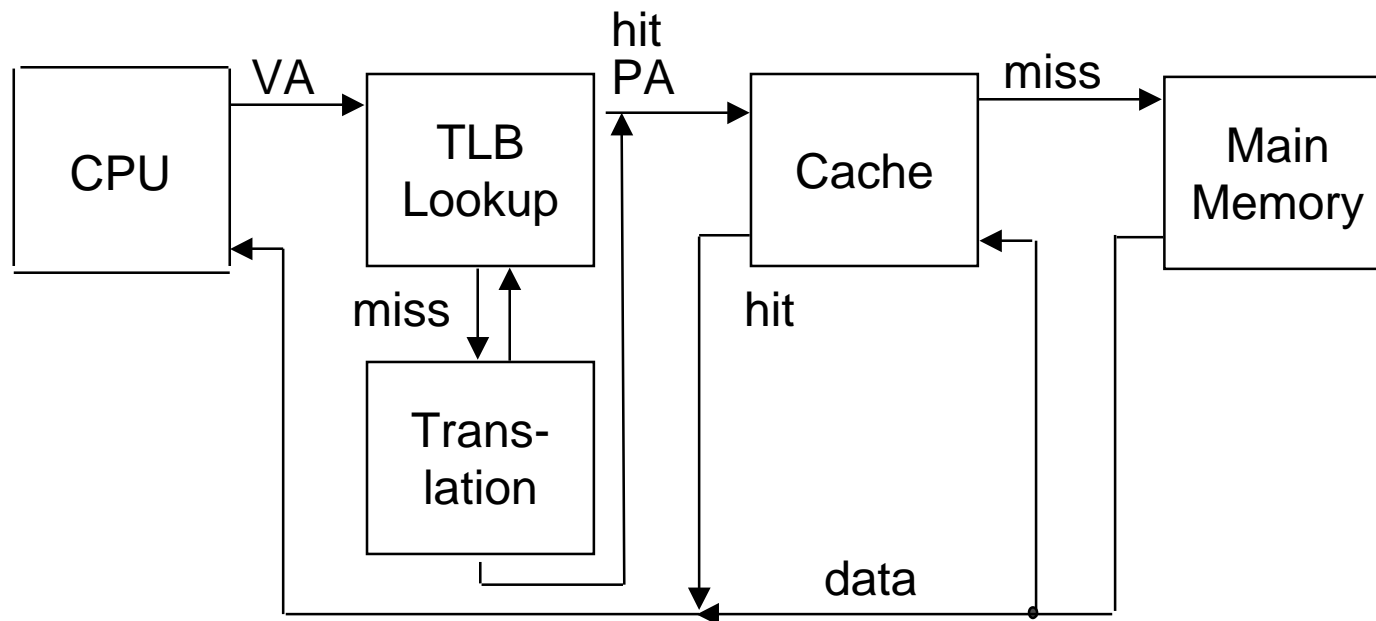 hit
VA
PA
miss
CPU
TLB
Lookup
Cache
Main
Memory
miss
hit
Trans-
lation
data